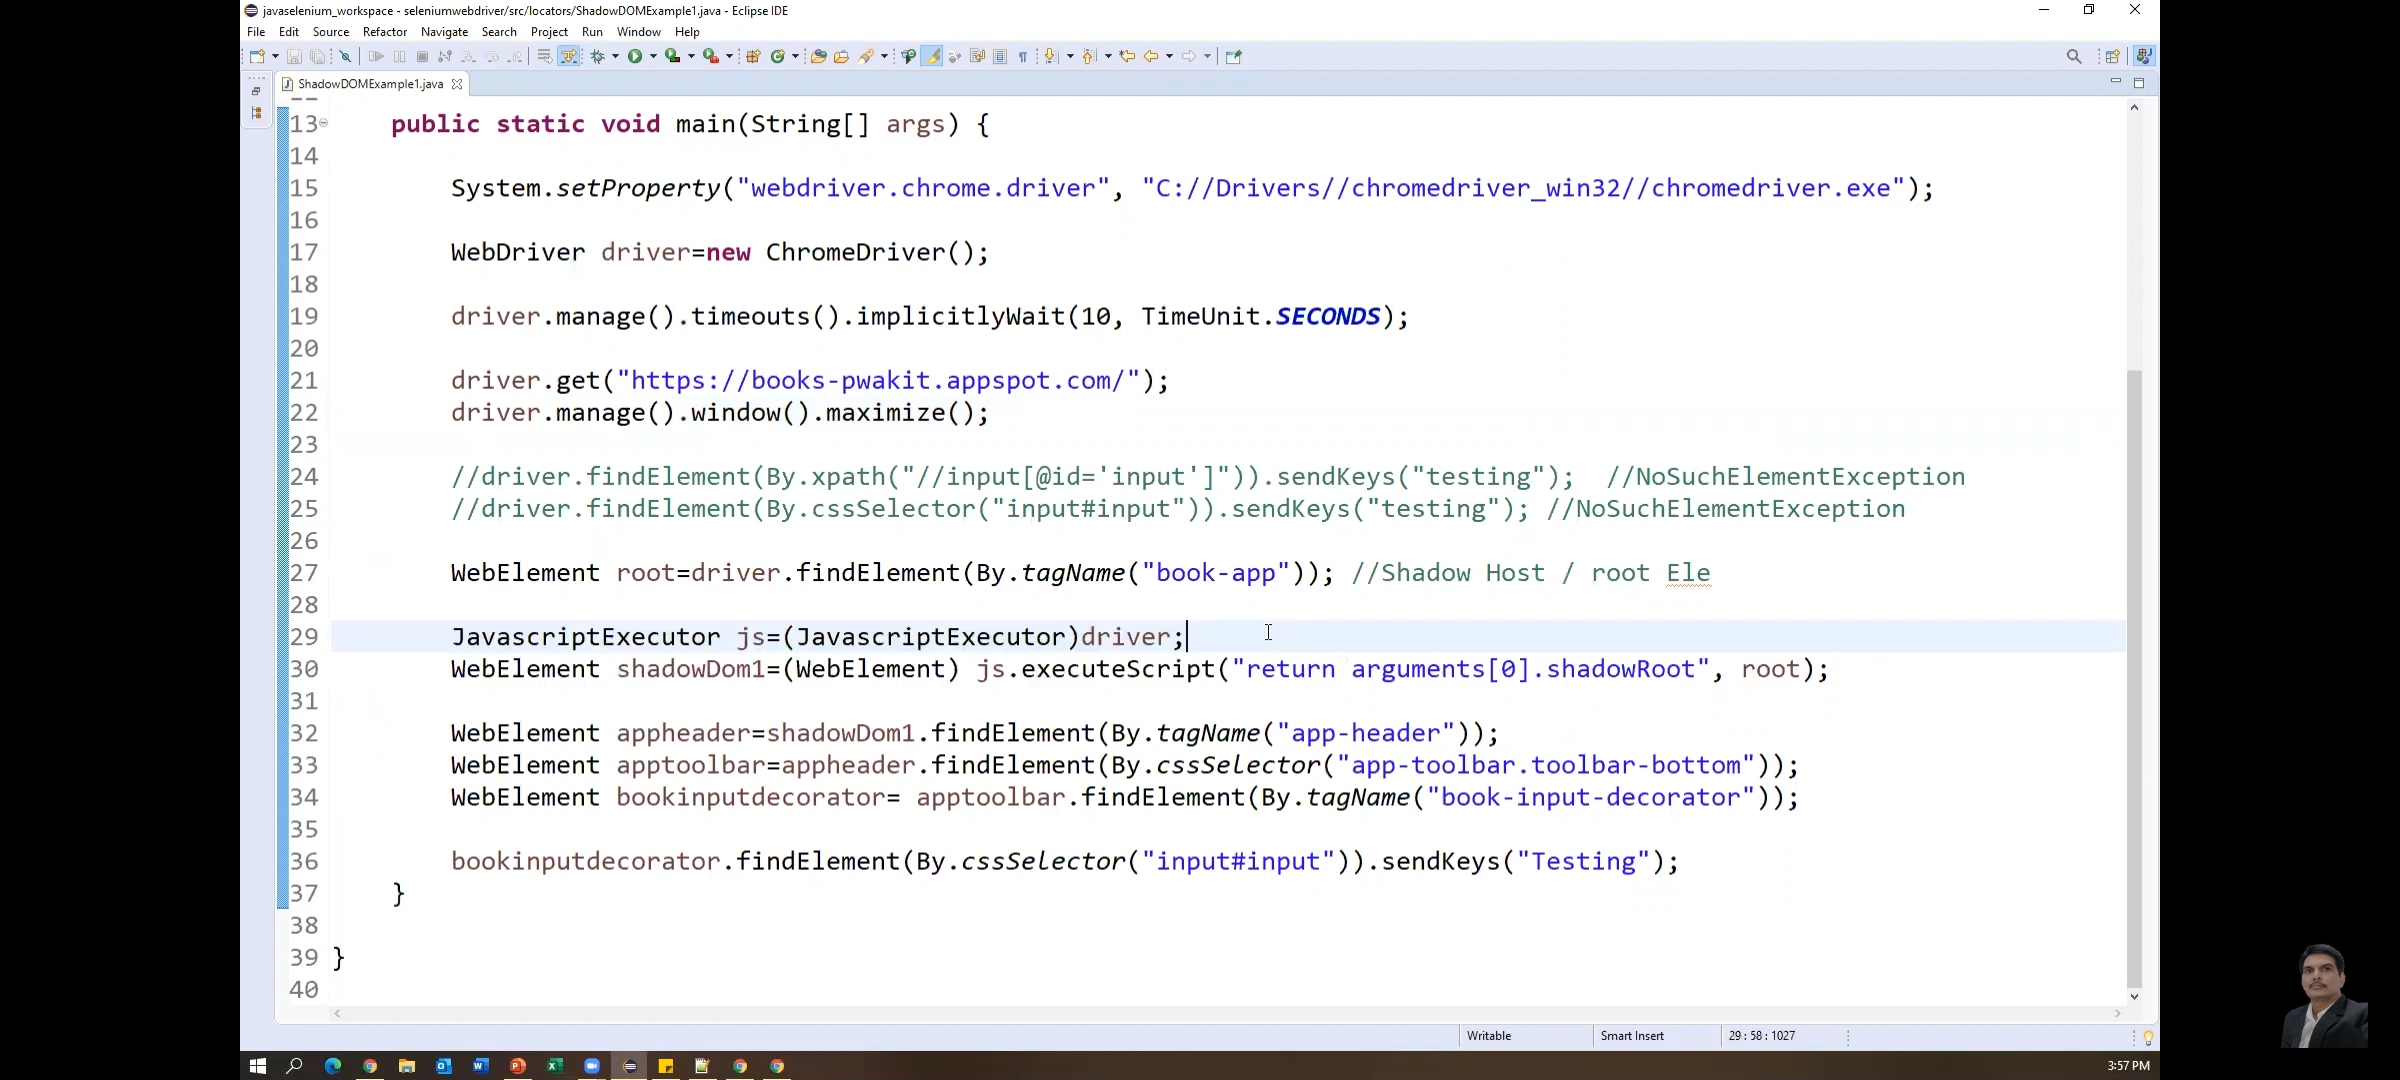 javaselenium_workspace - seleniumwebdriver/src/locators/ShadowDOMExample1.java - Eclipse IDE
File Edit Source Refactor Navigate Search Project Run Window Help
ShadowDOMExample1.java
13 public static void main(String[] args) {
14
15 System.setProperty("webdriver.chrome.driver", "C://Drivers//chromedriver_win32//chromedriver.exe");
16
17 WebDriver driver=new ChromeDriver();
18
19 driver.manage().timeouts().implicitlyWait(10, TimeUnit.SECONDS);
20
21 driver.get("https://books-pwakit.appspot.com/");
22 driver.manage().window().maximize();
23
24 //driver.findElement(By.xpath("//input[@id='input']")).sendKeys("testing");  //NoSuchElementException
25 //driver.findElement(By.cssSelector("input#input")).sendKeys("testing"); //NoSuchElementException
26
27 WebElement root=driver.findElement(By.tagName("book-app")); //Shadow Host / root Ele
28
29 JavascriptExecutor js=(JavascriptExecutor)driver;
30 WebElement shadowDom1=(WebElement) js.executeScript("return arguments[0].shadowRoot", root);
31
32 WebElement appheader=shadowDom1.findElement(By.tagName("app-header"));
33 WebElement apptoolbar=appheader.findElement(By.cssSelector("app-toolbar.toolbar-bottom"));
34 WebElement bookinputdecorator= apptoolbar.findElement(By.tagName("book-input-decorator"));
35
36 bookinputdecorator.findElement(By.cssSelector("input#input")).sendKeys("Testing");
37 }
38
39 }
40
Writable Smart Insert 29 : 58 : 1027
3:57 PM